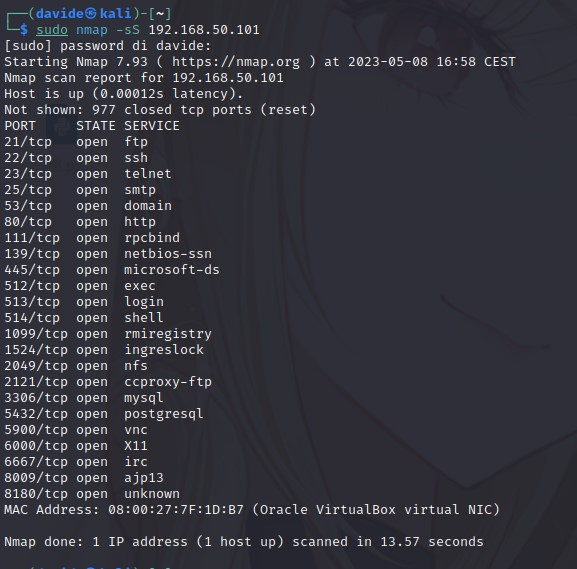 ┌──(davide㉿kali)-[~]
└─$ sudo nmap -sS 192.168.50.101
[sudo] password di davide:
Starting Nmap 7.93 ( https://nmap.org ) at 2023-05-08 16:58 CEST
Nmap scan report for 192.168.50.101
Host is up (0.00012s latency).
Not shown: 977 closed tcp ports (reset)
PORT     STATE SERVICE
21/tcp   open  ftp
22/tcp   open  ssh
23/tcp   open  telnet
25/tcp   open  smtp
53/tcp   open  domain
80/tcp   open  http
111/tcp  open  rpcbind
139/tcp  open  netbios-ssn
445/tcp  open  microsoft-ds
512/tcp  open  exec
513/tcp  open  login
514/tcp  open  shell
1099/tcp open  rmiregistry
1524/tcp open  ingreslock
2049/tcp open  nfs
2121/tcp open  ccproxy-ftp
3306/tcp open  mysql
5432/tcp open  postgresql
5900/tcp open  vnc
6000/tcp open  X11
6667/tcp open  irc
8009/tcp open  ajp13
8180/tcp open  unknown
MAC Address: 08:00:27:7F:1D:B7 (Oracle VirtualBox virtual NIC)
Nmap done: 1 IP address (1 host up) scanned in 13.57 seconds